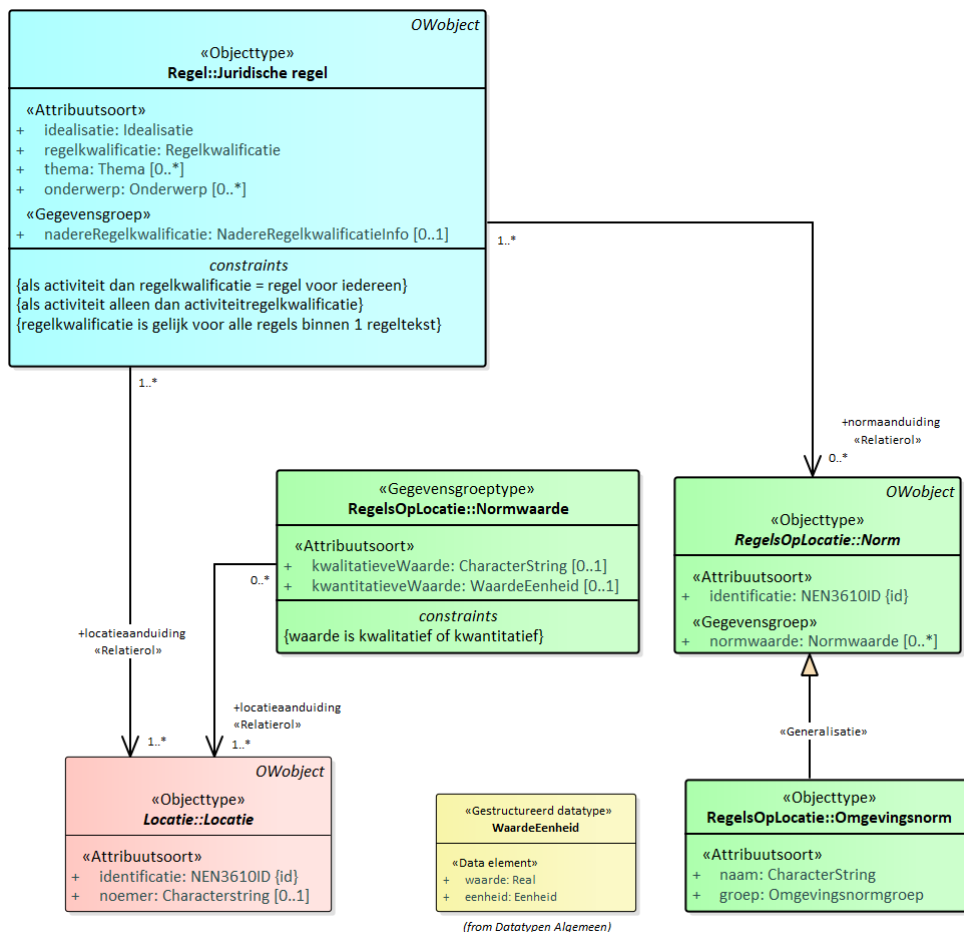 OWobject
«Objecttype»
Regel::Juridische regel
«Attribuutsoort»
+ idealisatie: Idealisatie
+ regelkwalificatie: Regelkwalificatie
+ thema: Thema [0..*]
+ onderwerp: Onderwerp [0..*]
«Gegevensgroep»
+ nadereRegelkwalificatie: NadereRegelkwalificatieInfo [0..1]
constraints
{als activiteit dan regelkwalificatie = regel voor iedereen}
{als activiteit alleen dan activiteitregelkwalificatie}
{regelkwalificatie is gelijk voor alle regels binnen 1 regeltekst}
1..*
1..*
+normaanduiding
«Relatierol»
0..*
«Gegevensgroeptype»
RegelsOpLocatie::Normwaarde
«Attribuutsoort»
+ kwalitatieveWaarde: CharacterString [0..1]
+ kwantitatieveWaarde: WaardeEenheid [0..1]
constraints
{waarde is kwalitatief of kwantitatief}
0..*
OWobject
«Objecttype»
RegelsOpLocatie::Norm
«Attribuutsoort»
+ identificatie: NEN3610ID {id}
«Gegevensgroep»
+ normwaarde: Normwaarde [0..*]
+locatieaanduiding
«Relatierol»
1..*
+locatieaanduiding
«Relatierol»
1..*
«Generalisatie»
OWobject
«Objecttype»
Locatie::Locatie
«Attribuutsoort»
+ identificatie: NEN3610ID {id}
+ noemer: Characterstring [0..1]
«Gestructureerd datatype»
WaardeEenheid
«Data element»
+ waarde: Real
+ eenheid: Eenheid
(from Datatypen Algemeen)
«Objecttype»
RegelsOpLocatie::Omgevingsnorm
«Attribuutsoort»
+ naam: CharacterString
+ groep: Omgevingsnormgroep